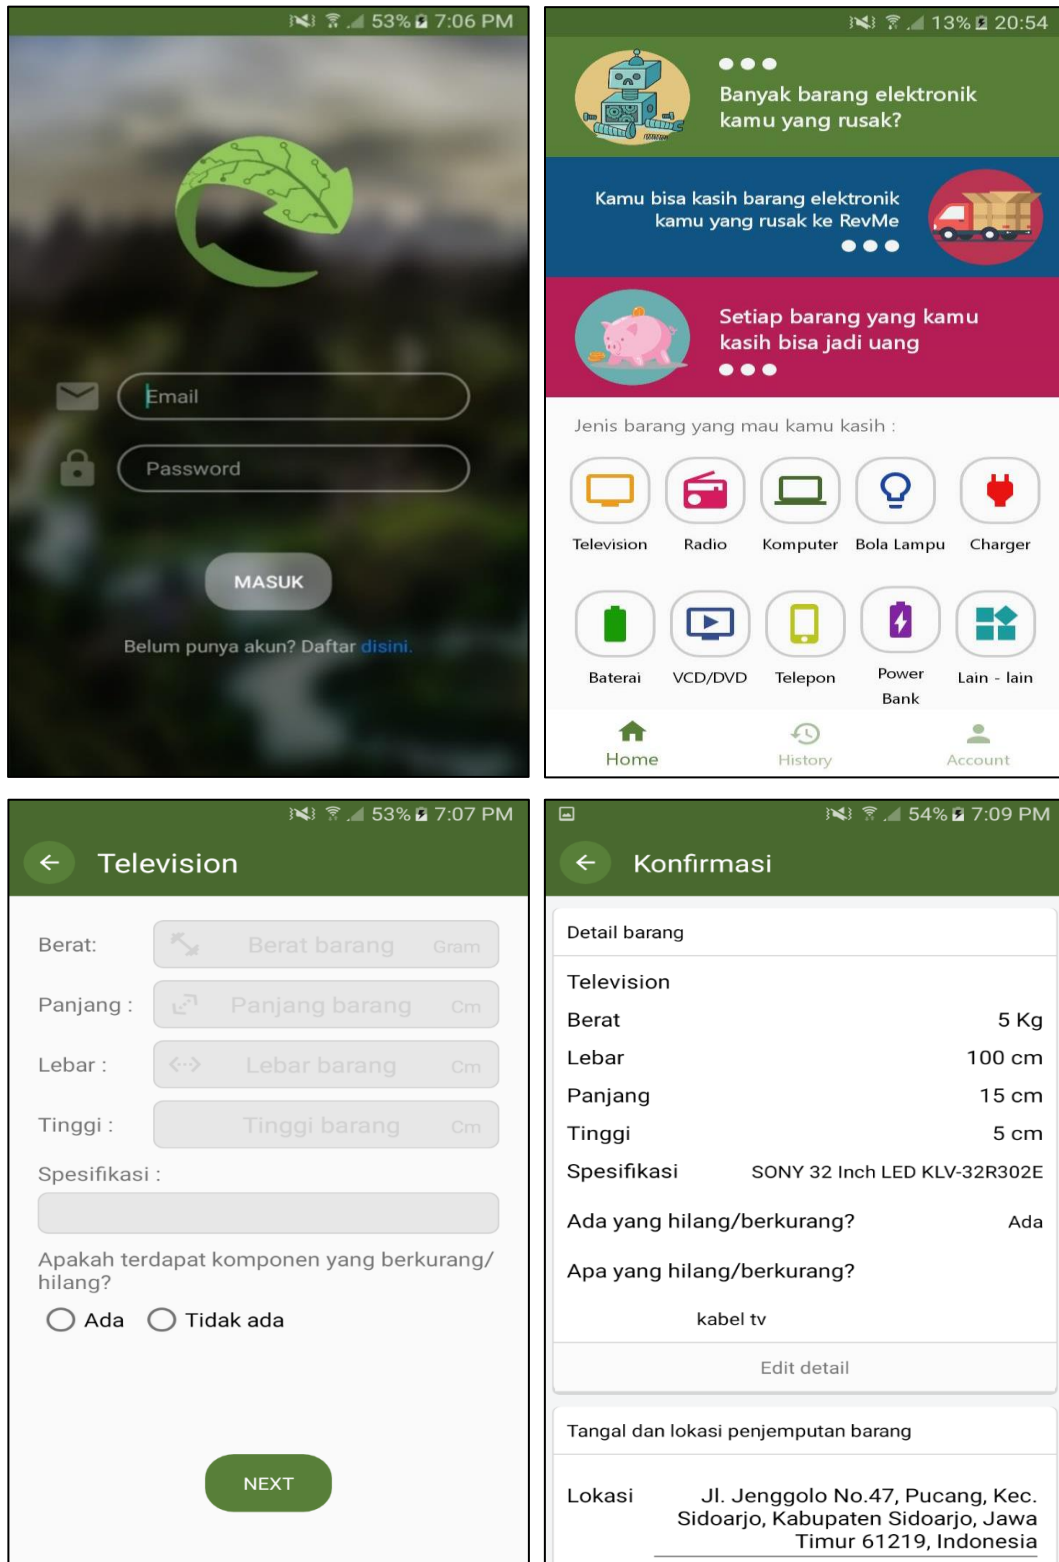 53% 7:06 PM
Email
Password
MASUK
Belum punya akun? Daftar disini.
13% 20:54
Banyak barang elektronik
kamu yang rusak?
Kamu bisa kasih barang elektronik
kamu yang rusak ke RevMe
Setiap barang yang kamu
kasih bisa jadi uang
Jenis barang yang mau kamu kasih :
Television Radio Komputer Bola Lampu Charger
Baterai VCD/DVD Telepon Power Bank Lain - lain
Home History Account
53% 7:07 PM
Television
Berat: Berat barang Gram
Panjang : Panjang barang Cm
Lebar : Lebar barang Cm
Tinggi : Tinggi barang Cm
Spesifikasi :
Apakah terdapat komponen yang berkurang/
hilang?
Ada Tidak ada
NEXT
54% 7:09 PM
Konfirmasi
Detail barang
Television
Berat 5 Kg
Lebar 100 cm
Panjang 15 cm
Tinggi 5 cm
Spesifikasi SONY 32 Inch LED KLV-32R302E
Ada yang hilang/berkurang? Ada
Apa yang hilang/berkurang?
kabel tv
Edit detail
Tangal dan lokasi penjemputan barang
Lokasi Jl. Jenggolo No.47, Pucang, Kec.
Sidoarjo, Kabupaten Sidoarjo, Jawa
Timur 61219, Indonesia